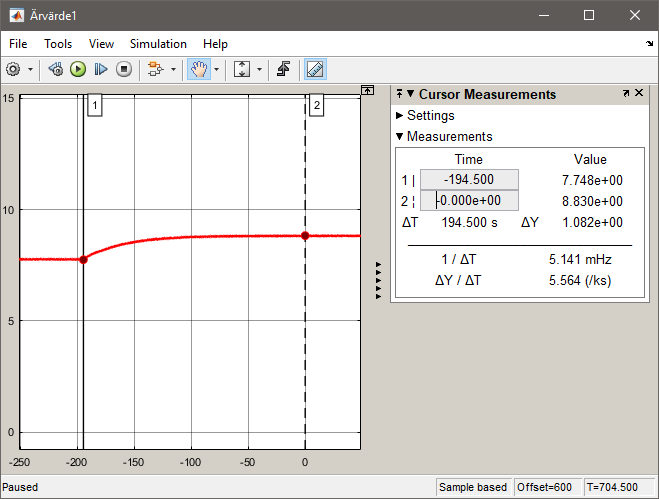 Ärvärde1
File Tools View Simulation Help
1 2
15
10
5
0
-250 -200 -150 -100 -50 0
Cursor Measurements
Settings
Measurements
Time Value
1 | -194.500 7.748e+00
2 ¦ -0.000e+00 8.830e+00
ΔT 194.500 s ΔY 1.082e+00
1 / ΔT 5.141 mHz
ΔY / ΔT 5.564 (/ks)
Paused Sample based Offset=600 T=704.500